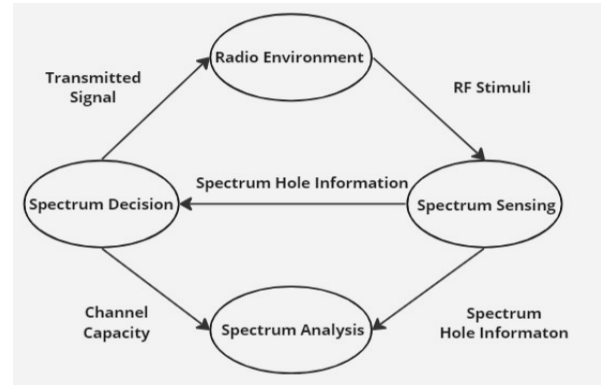 Radio Environment
Transmitted
Signal
RF Stimuli
Spectrum Hole Information
Spectrum Decision
Spectrum Sensing
Channel
Capacity
Spectrum Analysis
Spectrum
Hole Informaton